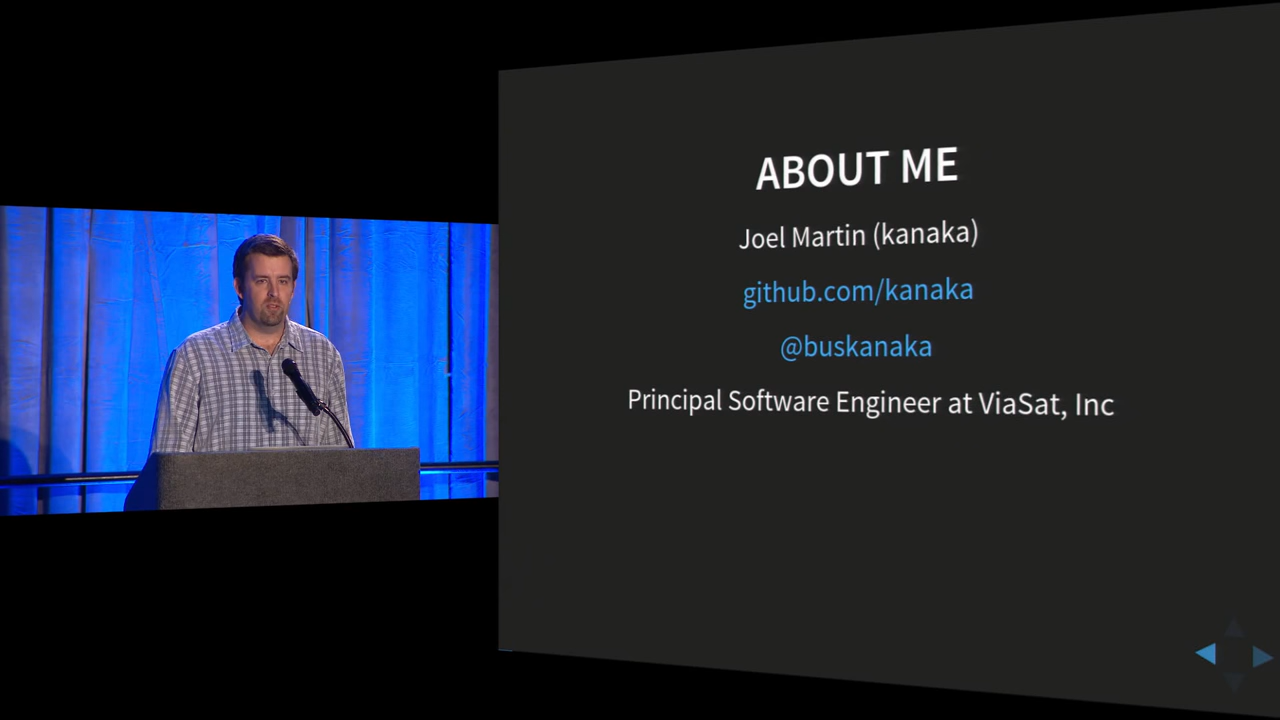 ABOUT ME
Joel Martin (kanaka)
github.com/kanaka
@buskanaka
Principal Software Engineer at ViaSat, Inc